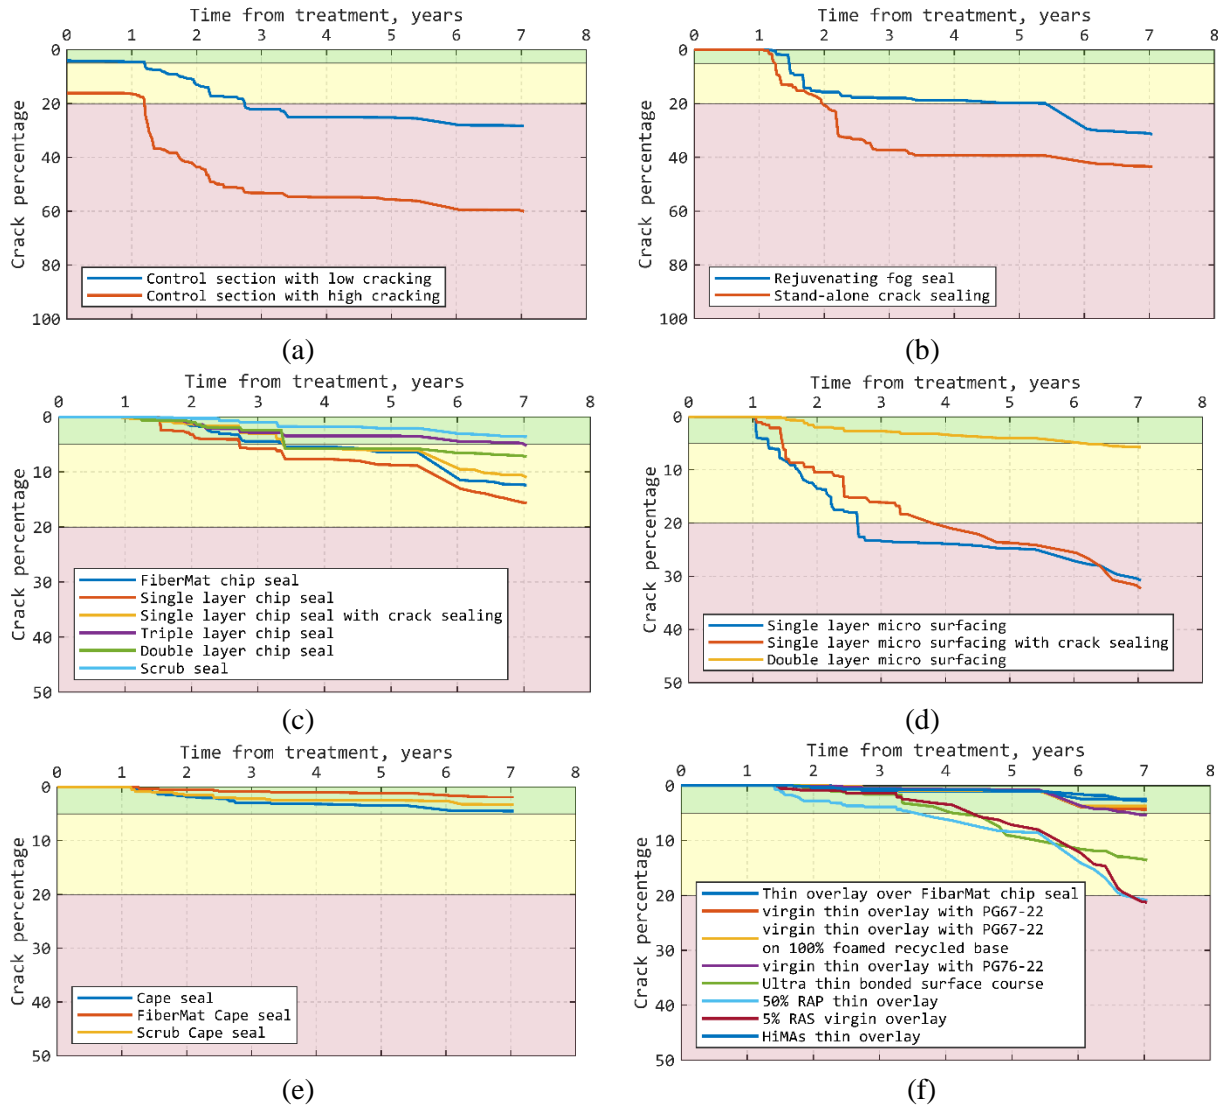 Time from treatment, years
0 1 2 3 4 5 6 7 8
0
20
40
60
80
100
Crack percentage
Control section with low cracking
Control section with high cracking
(a)
Time from treatment, years
0 1 2 3 4 5 6 7 8
0
20
40
60
80
100
Crack percentage
Rejuvenating fog seal
Stand-alone crack sealing
(b)
Time from treatment, years
0 1 2 3 4 5 6 7 8
0
10
20
30
40
50
Crack percentage
FiberMat chip seal
Single layer chip seal
Single layer chip seal with crack sealing
Triple layer chip seal
Double layer chip seal
Scrub seal
(c)
Time from treatment, years
0 1 2 3 4 5 6 7 8
0
10
20
30
40
50
Crack percentage
Single layer micro surfacing
Single layer micro surfacing with crack sealing
Double layer micro surfacing
(d)
Time from treatment, years
0 1 2 3 4 5 6 7 8
0
10
20
30
40
50
Crack percentage
Cape seal
FiberMat Cape seal
Scrub Cape seal
(e)
Time from treatment, years
0 1 2 3 4 5 6 7 8
0
10
20
30
40
50
Crack percentage
Thin overlay over FibarMat chip seal
virgin thin overlay with PG67-22
virgin thin overlay with PG67-22
on 100% foamed recycled base
virgin thin overlay with PG76-22
Ultra thin bonded surface course
50% RAP thin overlay
5% RAS virgin overlay
HiMAs thin overlay
(f)